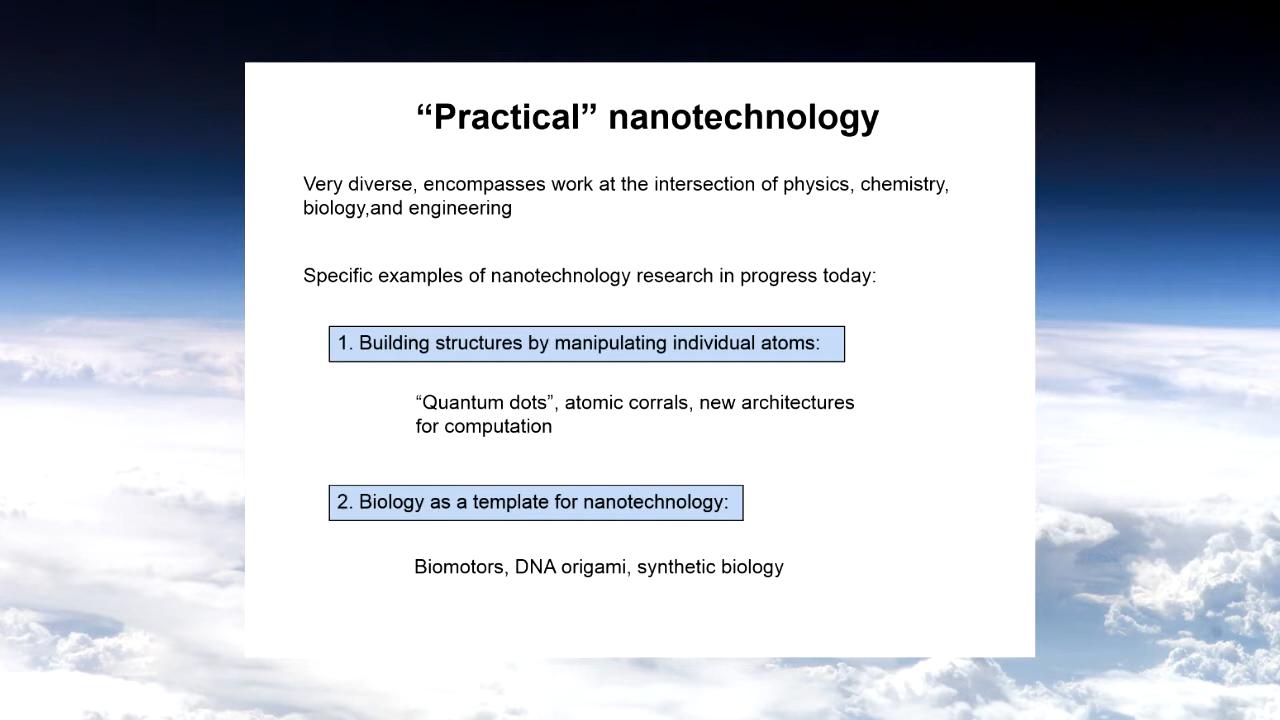 “Practical” nanotechnology
Very diverse, encompasses work at the intersection of physics, chemistry,
biology,and engineering
Specific examples of nanotechnology research in progress today:
1. Building structures by manipulating individual atoms:
“Quantum dots”, atomic corrals, new architectures
for computation
2. Biology as a template for nanotechnology:
Biomotors, DNA origami, synthetic biology